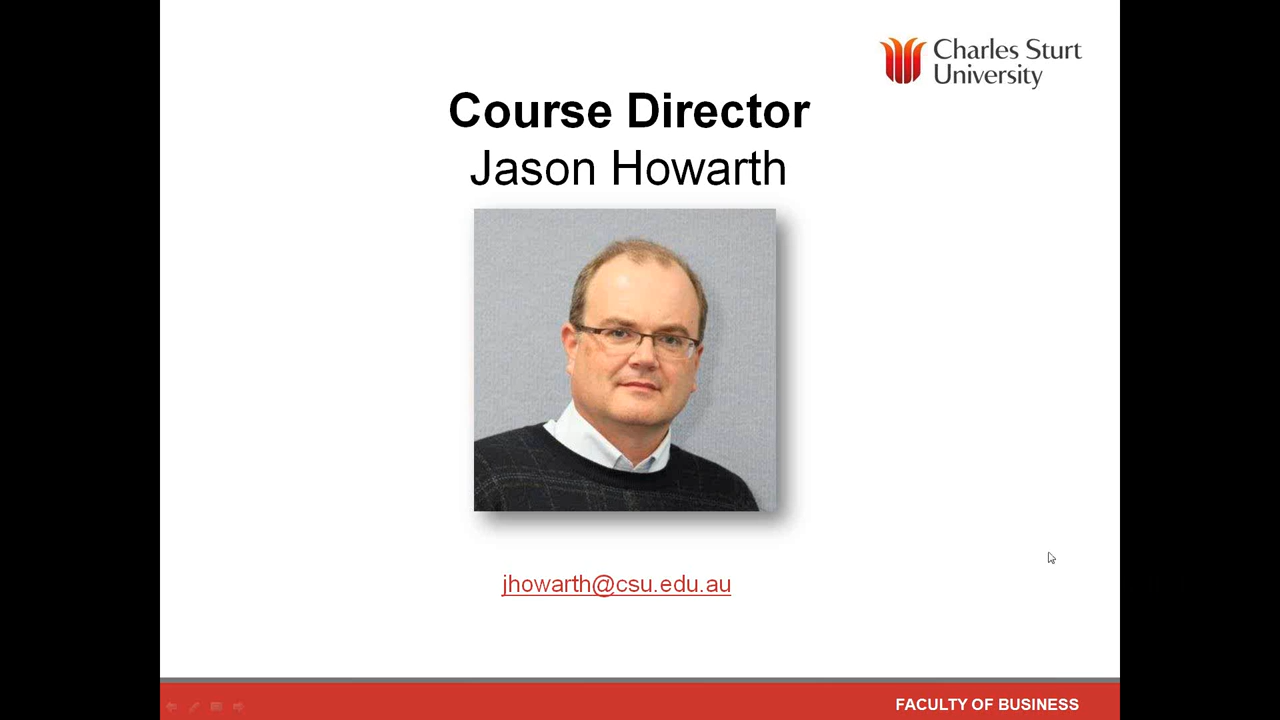 Charles Sturt
University
Course Director
Jason Howarth
jhowarth@csu.edu.au
FACULTY OF BUSINESS